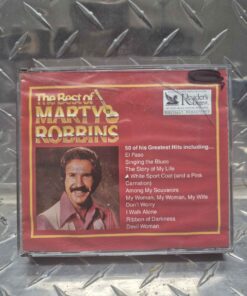 The Best of
MARTY
ROBBINS
Reader's
Digest
50 of his Greatest Hits including...
El Paso
Singing the Blues
The Story of My Life
A White Sport Coat (and a Pink
Carnation)
Among My Souvenirs
My Woman, My Woman, My Wife
Don't Worry
I Walk Alone
Ribbon of Darkness
Devil Woman